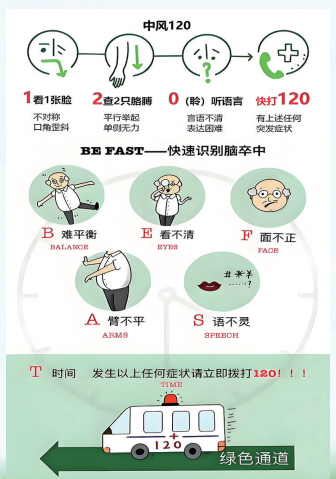 中风120
1看1张脸 2查2只胳膊 0（聆）听语言 快打120
不对称 平行举起 言语不清 有上述任何
口角歪斜 单侧无力 表达困难 突发症状
BE FAST——快速识别脑卒中
B 难平衡 E 看不清 F 面不正
BALANCE EYES FACE
#*¥
......?
A 臂不平 S 语不灵
ARMS SPEECH
T 时间 发生以上任何症状请立即拨打120！！！
TIME
120
绿色通道